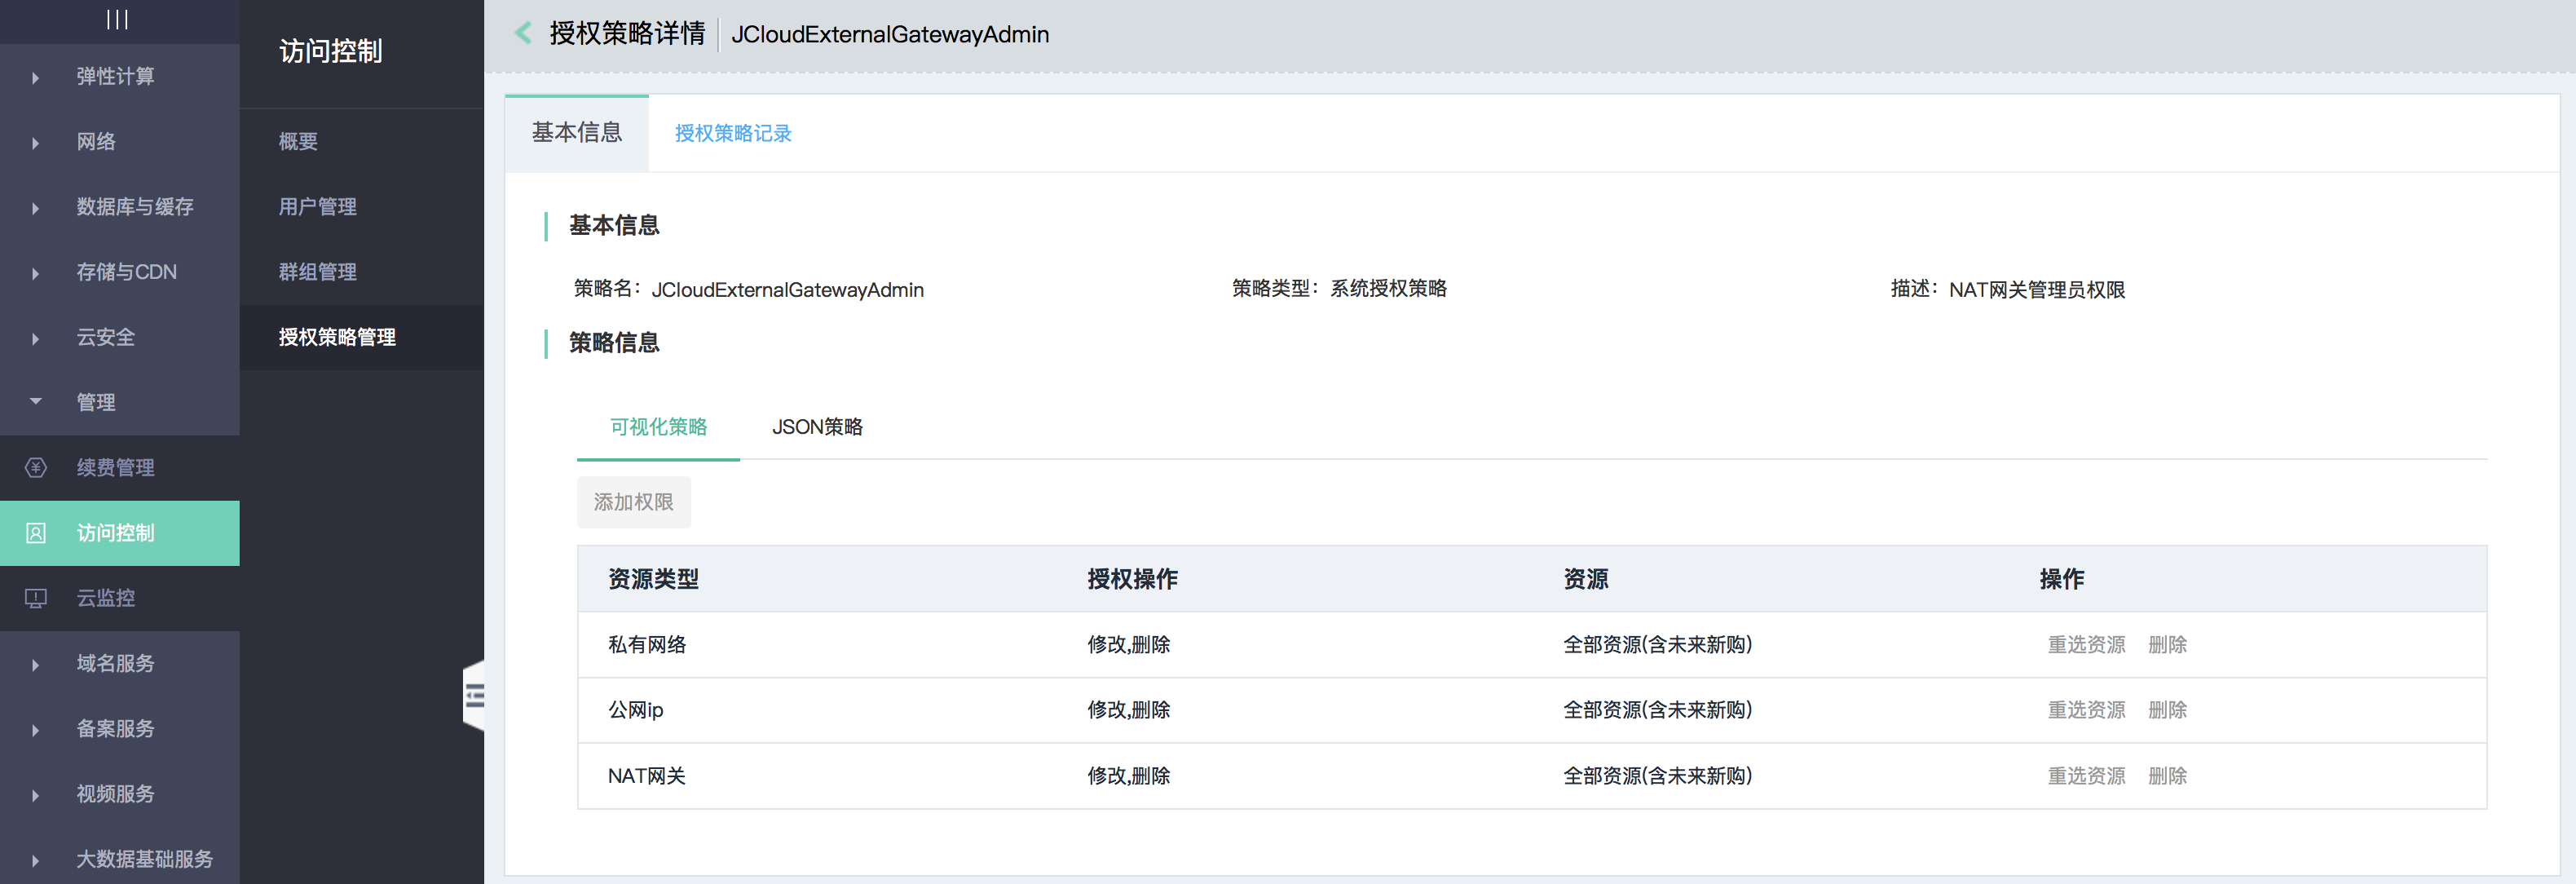 弹性计算
网络
数据库与缓存
存储与CDN
云安全
管理
续费管理
访问控制
云监控
域名服务
备案服务
视频服务
大数据基础服务
访问控制
概要
用户管理
群组管理
授权策略管理
授权策略详情 JCloudExternalGatewayAdmin
基本信息 授权策略记录
基本信息
策略名： JCloudExternalGatewayAdmin 策略类型： 系统授权策略 描述： NAT网关管理员权限
策略信息
可视化策略 JSON策略
添加权限
资源类型 授权操作 资源 操作
私有网络 修改,删除 全部资源(含未来新购) 重选资源 删除
公网ip 修改,删除 全部资源(含未来新购) 重选资源 删除
NAT网关 修改,删除 全部资源(含未来新购) 重选资源 删除